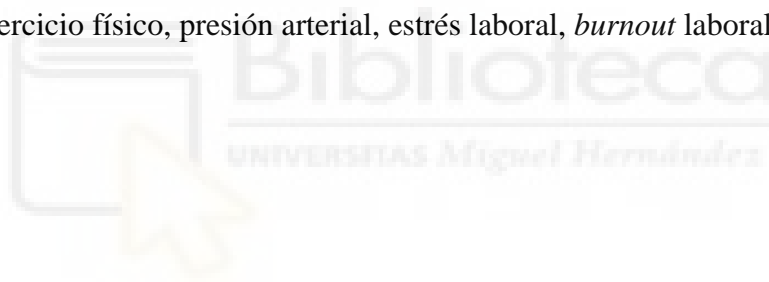 ercicio físico, presión arterial, estrés laboral, burnout laboral
Biblioteca
UNIVERSITAS Miguel Hernández